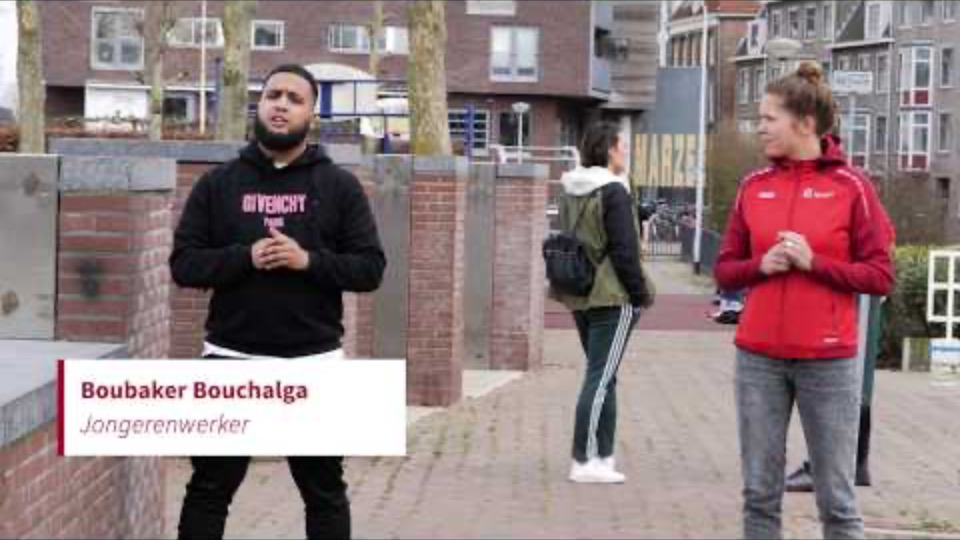 GIVENCHY
PARIS
MARZE
Boubaker Bouchalga
Jongerenwerker